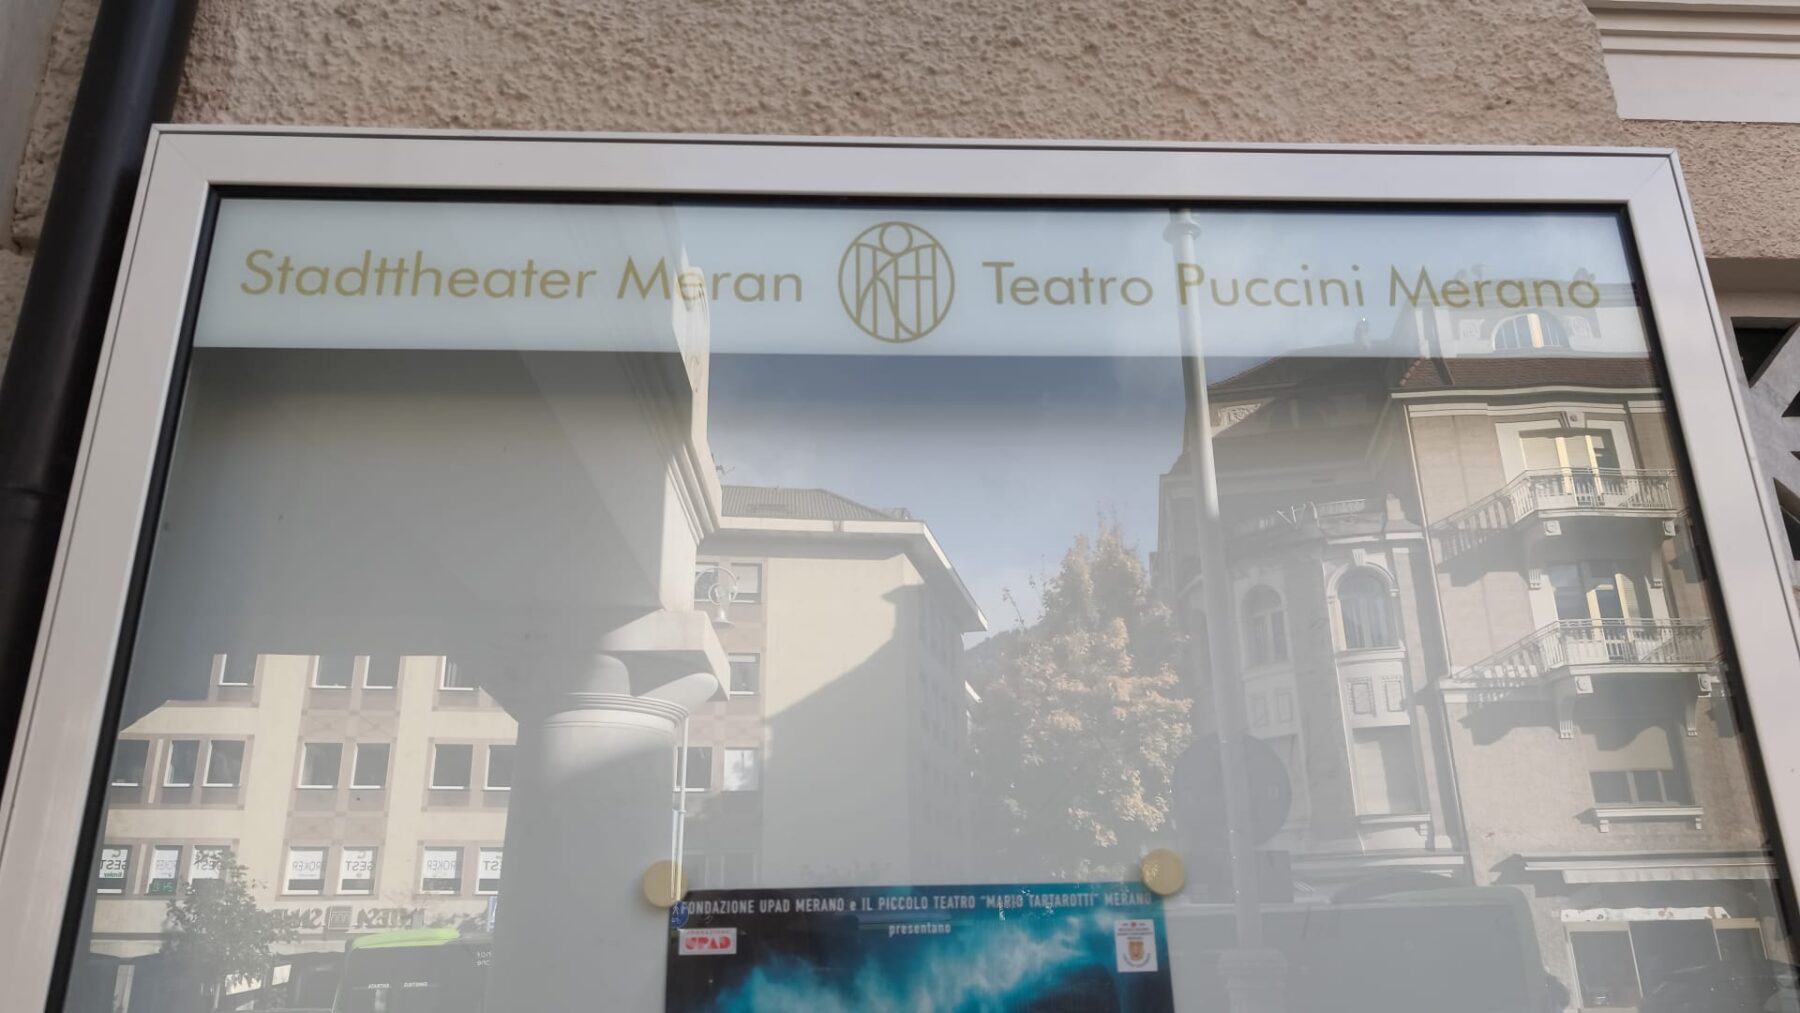 Stadttheater Meran Teatro Puccini Merano
FONDAZIONE UPAD MERANO e IL PICCOLO TEATRO "MARIO TARTAROTTI" MERANO
presentano
UPAD